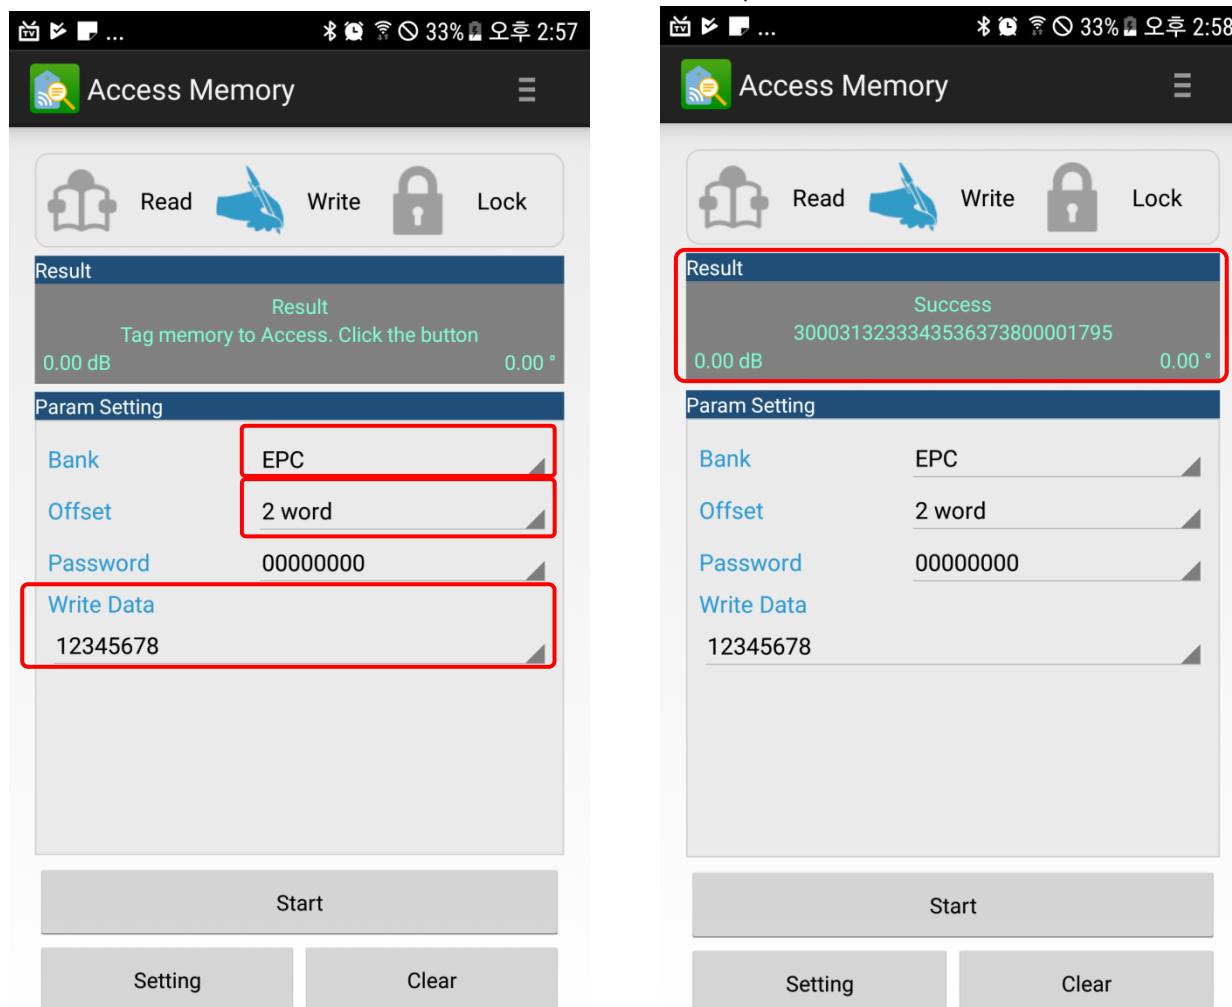 ... 33% 오후 2:57
Access Memory
Read Write Lock
Result
Result
Tag memory to Access. Click the button
0.00 dB 0.00 °
Param Setting
Bank EPC
Offset 2 word
Password 00000000
Write Data
12345678
Start
Setting Clear
... 33% 오후 2:58
Access Memory
Read Write Lock
Result
Success
3000313233343536373800001795
0.00 dB 0.00 °
Param Setting
Bank EPC
Offset 2 word
Password 00000000
Write Data
12345678
Start
Setting Clear